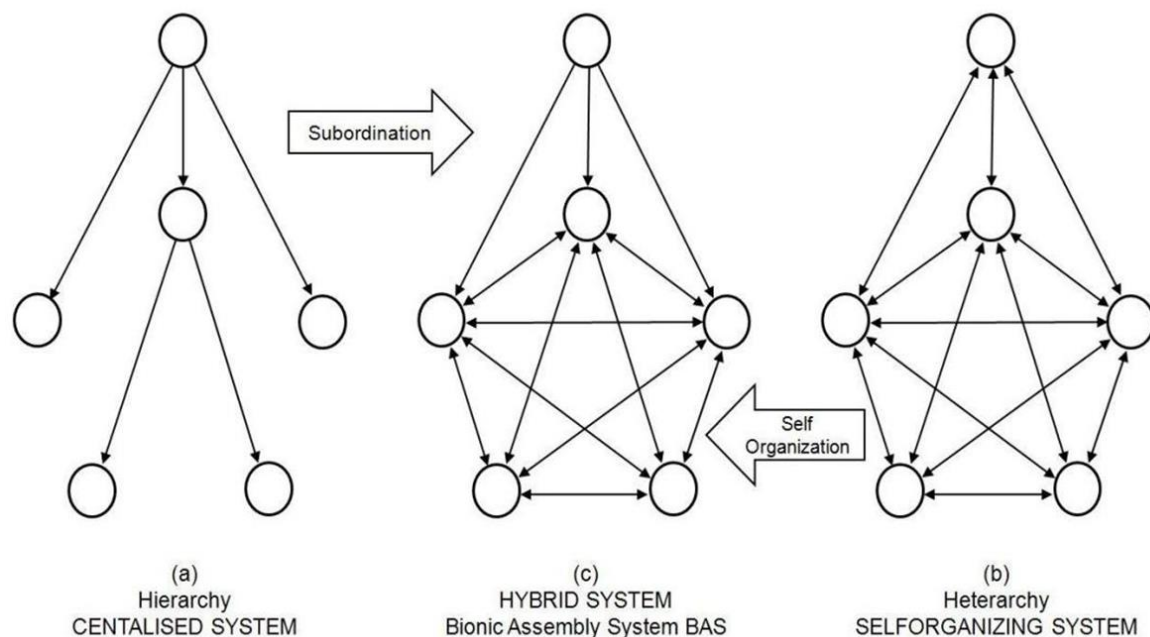 Subordination
Self
Organization
(a)
Hierarchy
CENTALISED SYSTEM
(c)
HYBRID SYSTEM
Bionic Assembly System BAS
(b)
Heterarchy
SELFORGANIZING SYSTEM